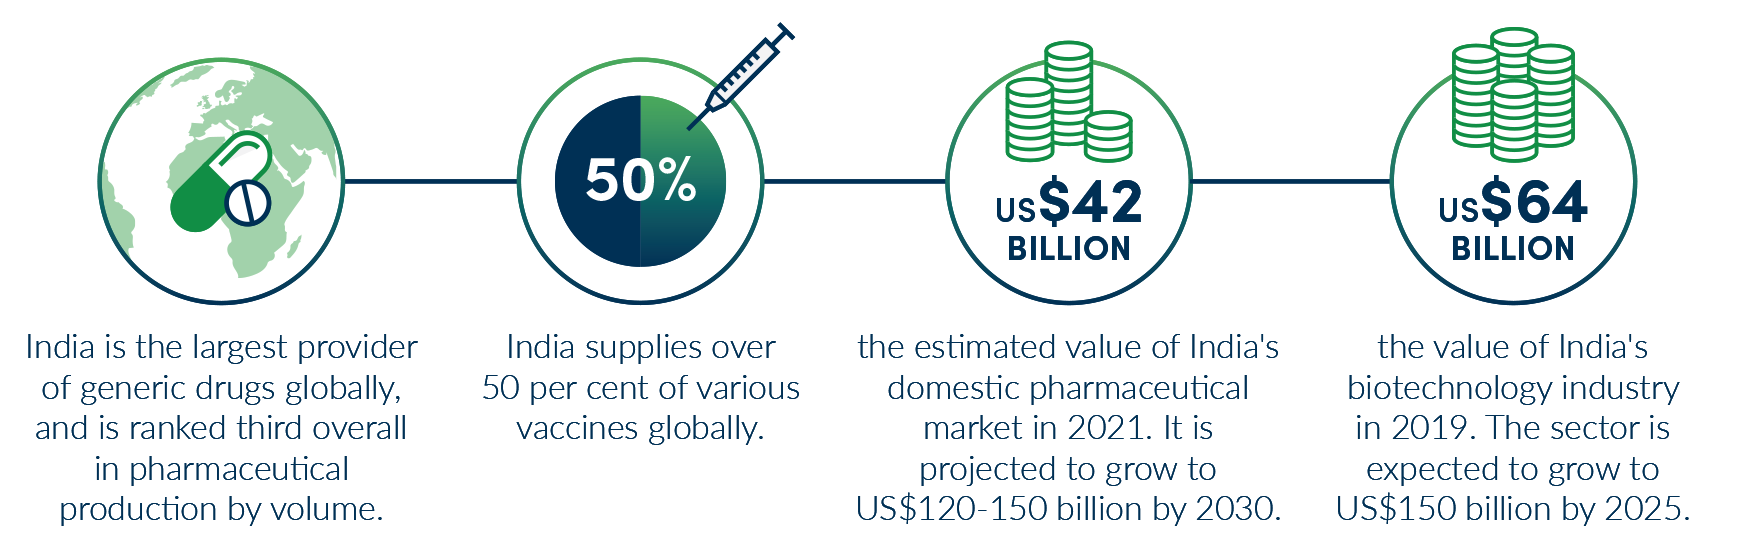 50%
US$42
BILLION
US$64
BILLION
India is the largest provider
of generic drugs globally,
and is ranked third overall
in pharmaceutical
production by volume.
India supplies over
50 per cent of various
vaccines globally.
the estimated value of India's
domestic pharmaceutical
market in 2021. It is
projected to grow to
US$120-150 billion by 2030.
the value of India's
biotechnology industry
in 2019. The sector is
expected to grow to
US$150 billion by 2025.